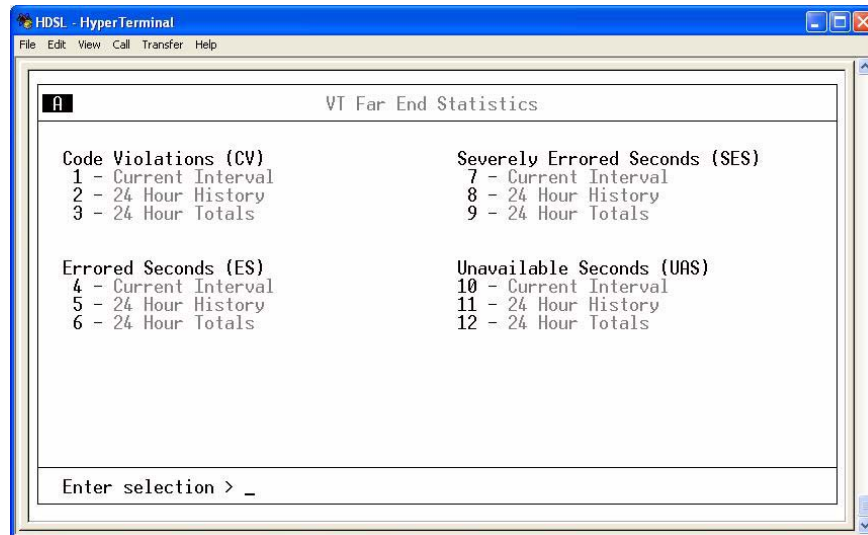 HDSL - HyperTerminal
File Edit View Call Transfer Help
A VT Far End Statistics
Code Violations (CV)
1 - Current Interval
2 - 24 Hour History
3 - 24 Hour Totals
Severely Errored Seconds (SES)
7 - Current Interval
8 - 24 Hour History
9 - 24 Hour Totals
Errored Seconds (ES)
4 - Current Interval
5 - 24 Hour History
6 - 24 Hour Totals
Unavailable Seconds (UAS)
10 - Current Interval
11 - 24 Hour History
12 - 24 Hour Totals
Enter selection > _